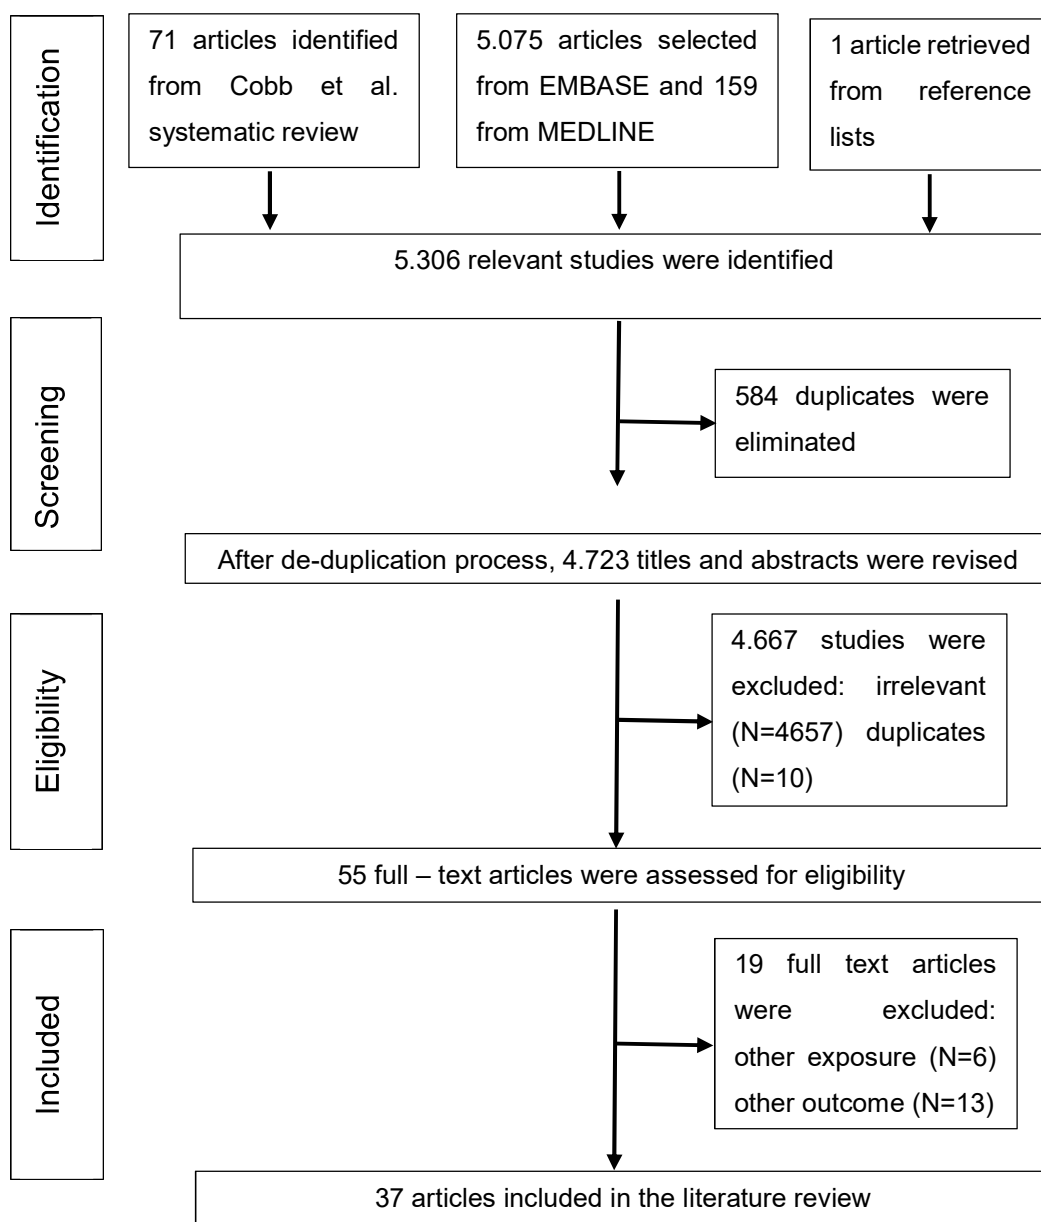 Identification
71 articles identified
from Cobb et al.
systematic review
5.075 articles selected
from EMBASE and 159
from MEDLINE
1 article retrieved
from reference
lists
5.306 relevant studies were identified
Screening
584 duplicates were
eliminated
After de-duplication process, 4.723 titles and abstracts were revised
Eligibility
4.667 studies were
excluded: irrelevant
(N=4657) duplicates
(N=10)
55 full – text articles were assessed for eligibility
Included
19 full text articles
were excluded:
other exposure (N=6)
other outcome (N=13)
37 articles included in the literature review